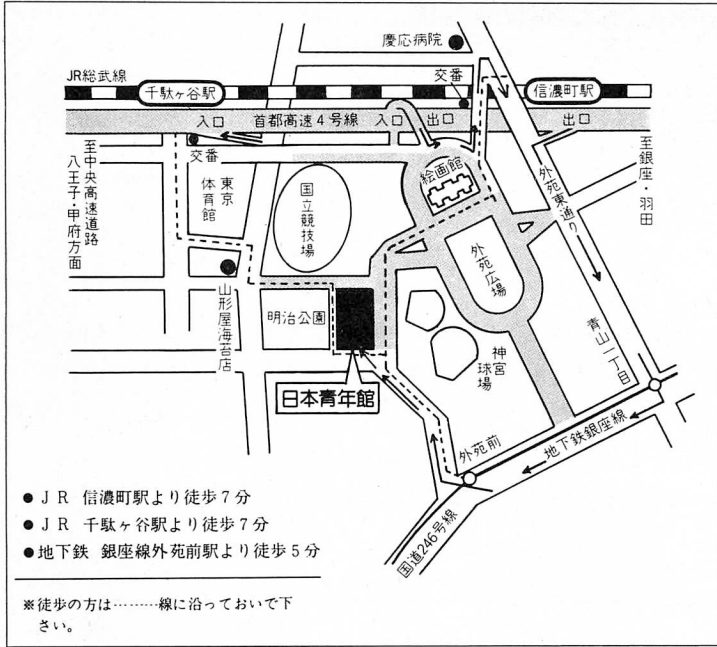 慶応病院
JR総武線
千駄ヶ谷駅
交番
信濃町駅
入口
首都高速4号線
入口
出口
出口
至中央高速道路
八王子・甲府方面
交番
東京
体育館
国立競技場
絵画館
外苑東通り
至銀座・羽田
外苑広場
山形屋海苔店
明治公園
神宮
球場
青山一丁目
日本青年館
外苑前
地下鉄銀座線
国道246号線
●JR 信濃町駅より徒歩7分
●JR 千駄ヶ谷駅より徒歩7分
●地下鉄 銀座線外苑前駅より徒歩5分
※徒歩の方は………線に沿っておいで下
さい。